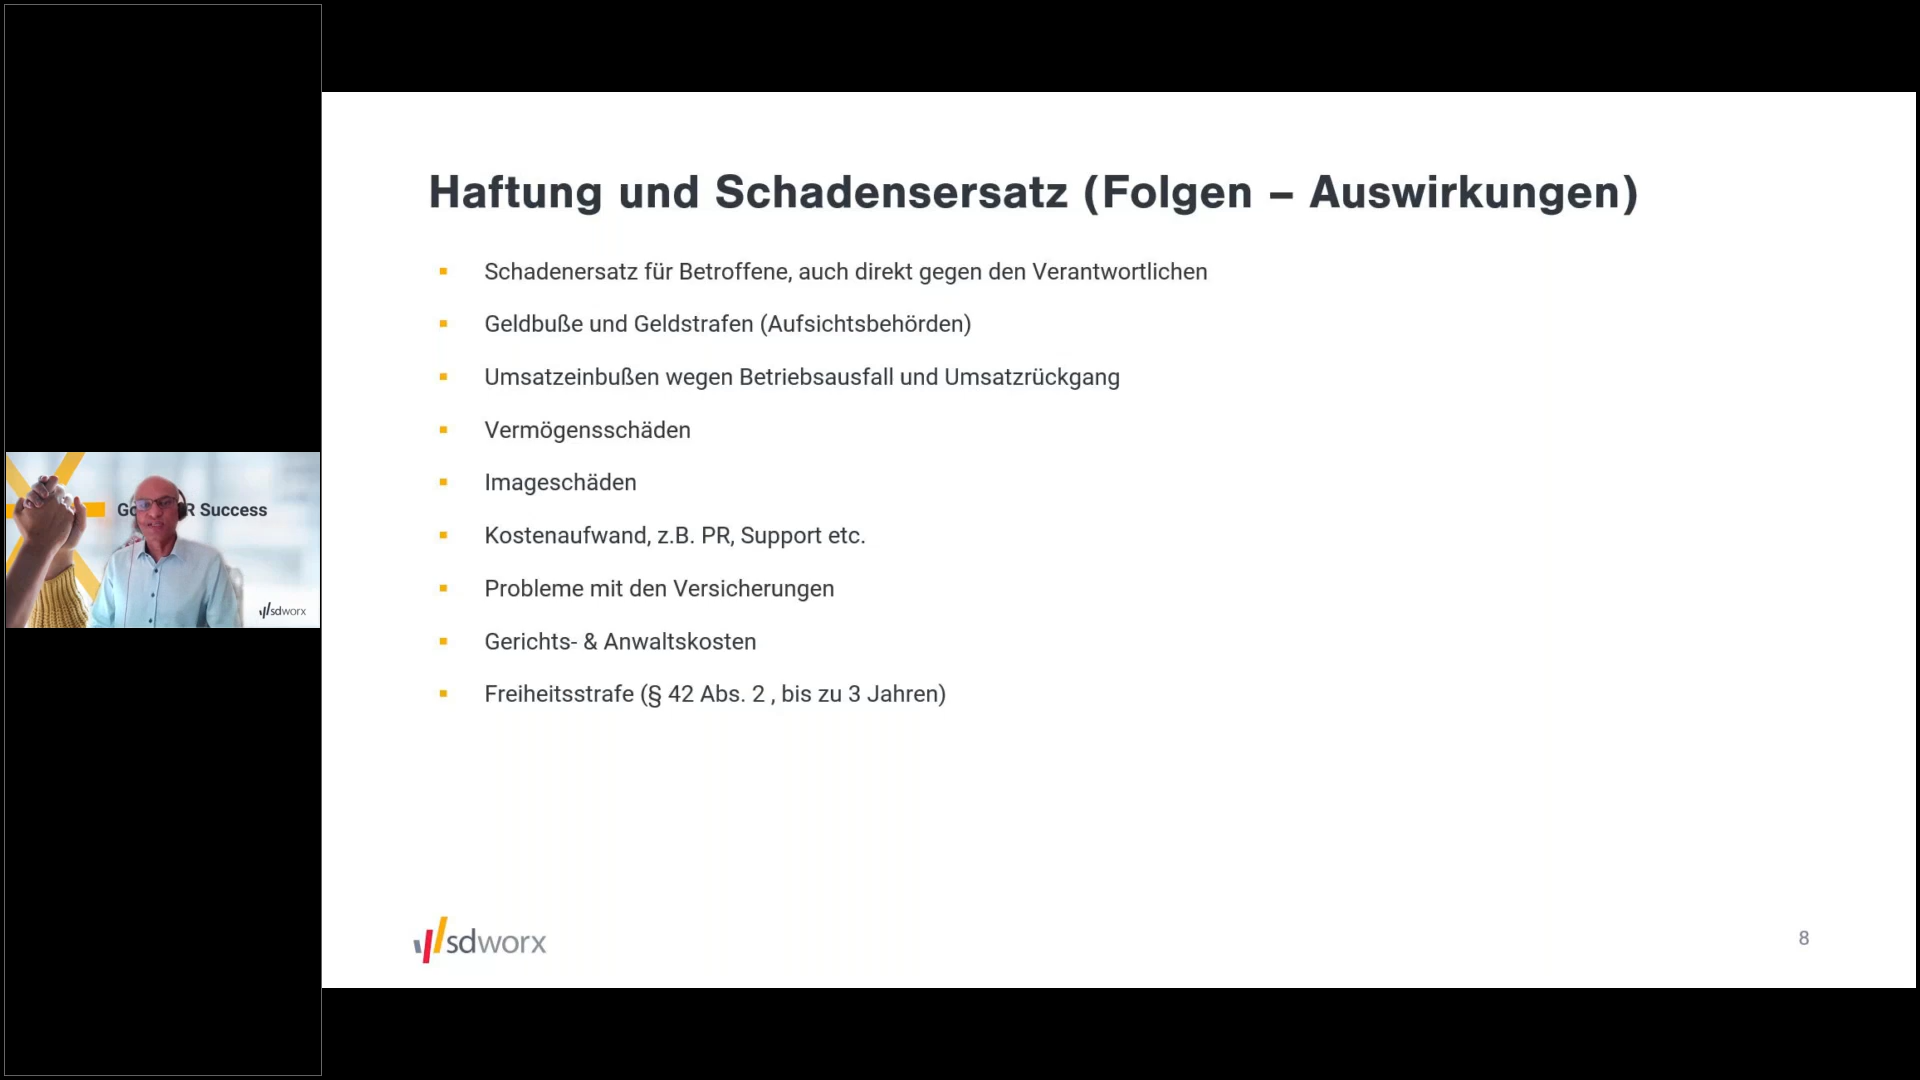 Haftung und Schadensersatz (Folgen – Auswirkungen)
Schadenersatz für Betroffene, auch direkt gegen den Verantwortlichen
Geldbuße und Geldstrafen (Aufsichtsbehörden)
Umsatzeinbußen wegen Betriebsausfall und Umsatzrückgang
Vermögensschäden
Imageschäden
Kostenaufwand, z.B. PR, Support etc.
Probleme mit den Versicherungen
Gerichts- & Anwaltskosten
Freiheitsstrafe (§ 42 Abs. 2 , bis zu 3 Jahren)
sdworx
8
Success
sdworx